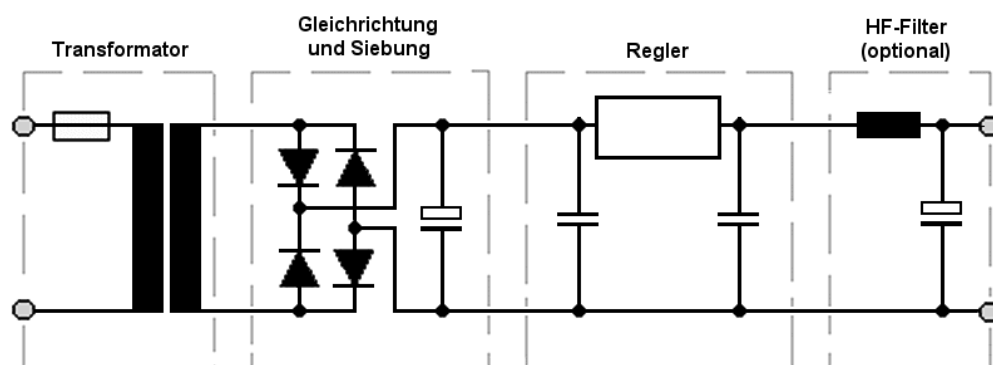 Transformator
Gleichrichtung
und Siebung
Regler
HF-Filter
(optional)